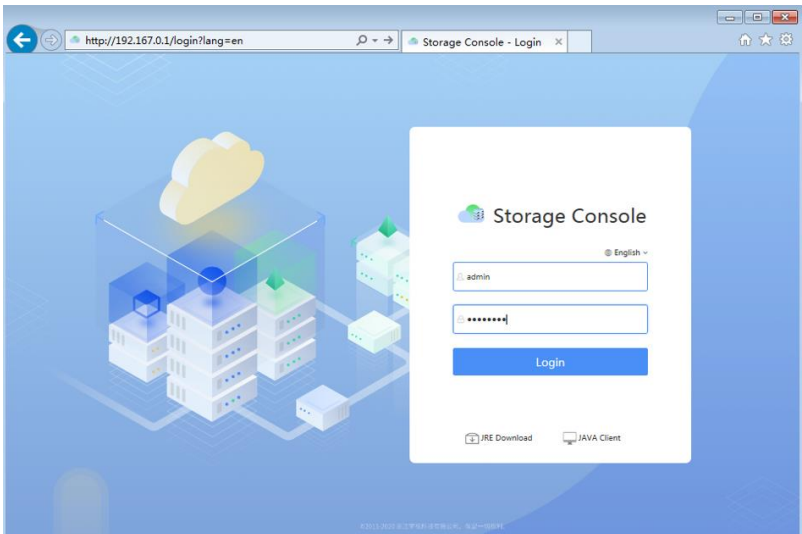 http://192.167.0.1/login?lang=en
Storage Console - Login
Storage Console
English
admin
Login
JRE Download
JAVA Client